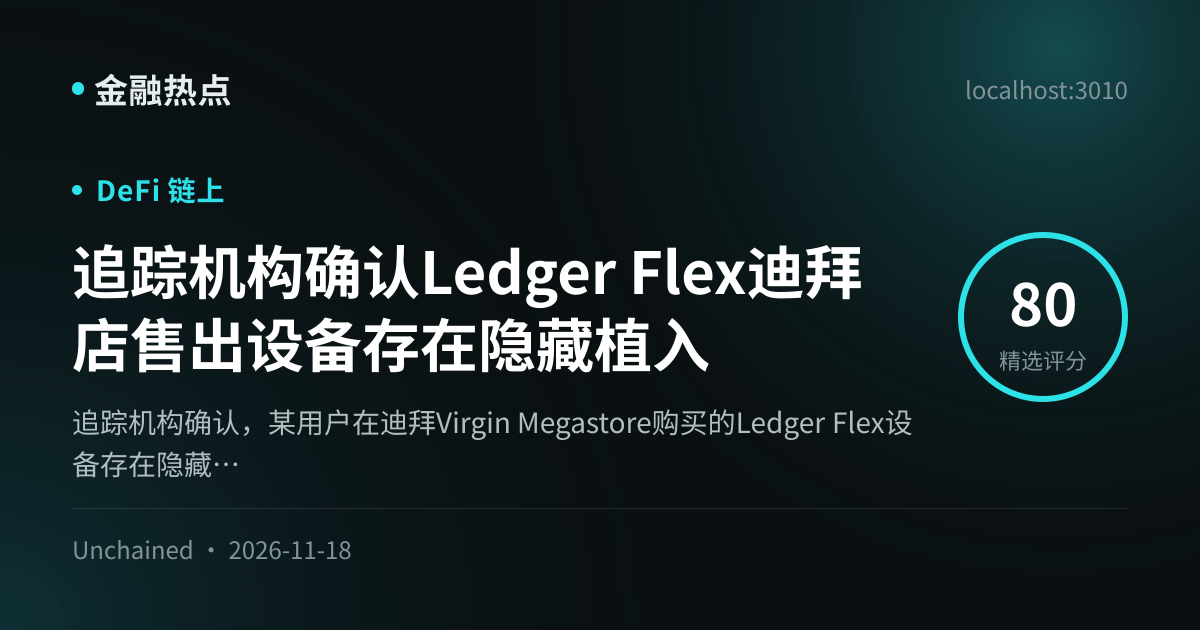 金融热点
localhost:3010
DeFi 链上
追踪机构确认Ledger Flex迪拜
店售出设备存在隐藏植入
80
精选评分
追踪机构确认，某用户在迪拜Virgin Megastore购买的Ledger Flex设
备存在隐藏…
Unchained · 2026-11-18